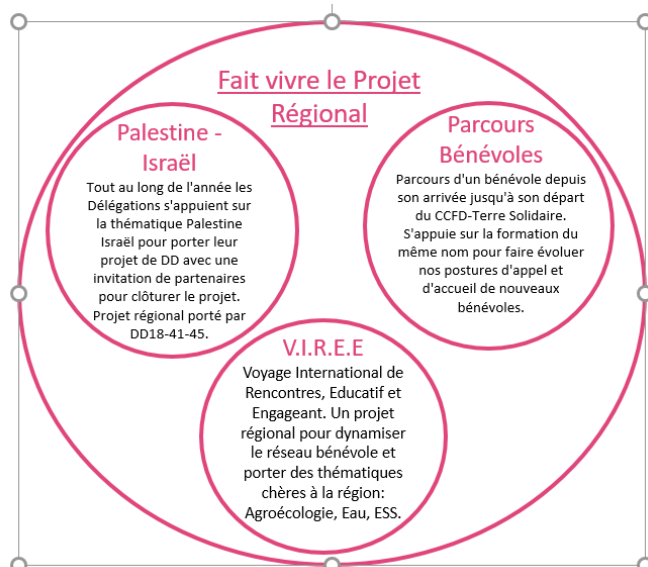 Fait vivre le Projet
Régional
Palestine -
Israël
Tout au long de l'année les
Délégations s'appuient sur
la thématique Palestine
Israël pour porter leur
projet de DD avec une
invitation de partenaires
pour clôturer le projet.
Projet régional porté par
DD18-41-45.
Parcours
Bénévoles
Parcours d'un bénévole depuis
son arrivée jusqu'à son départ
du CCFD-Terre Solidaire.
S'appuie sur la formation du
même nom pour faire évoluer
nos postures d'appel et
d'accueil de nouveaux
bénévoles.
V.I.R.E.E
Voyage International de
Rencontres, Educatif et
Engageant. Un projet
régional pour dynamiser
le réseau bénévole et
porter des thématiques
chères à la région:
Agroécologie, Eau, ESS.